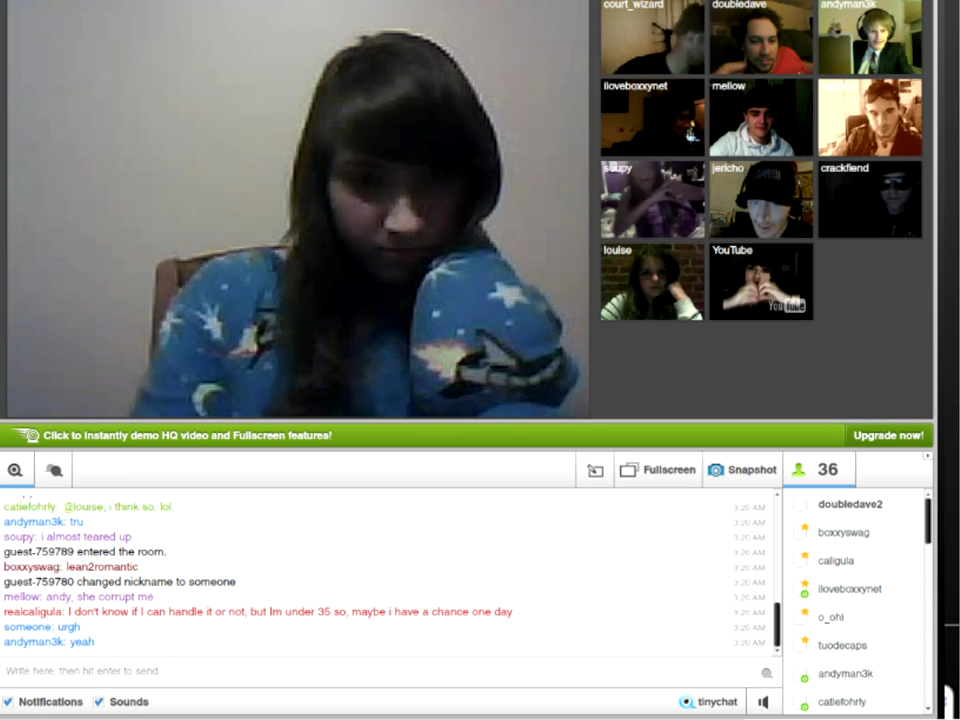 court_wizard
doubledave
andyman3k
iloveboxxynet
mellow
soupy
jericho
crackfiend
louise
YouTube
You Tube
Click to instantly demo HQ video and Fullscreen features!
Upgrade now!
Fullscreen
Snapshot
36
catiefohrly: @louise; i think so, lol. 3:20 AM
andyman3k: tru 3:20 AM
soupy: i almost teared up 3:20 AM
guest-759789 entered the room. 3:20 AM
boxxyswag: lean2romantic 3:20 AM
guest-759780 changed nickname to someone 3:20 AM
mellow: andy, she corrupt me 3:20 AM
realcaligula: I don't know if I can handle it or not, but Im under 35 so, maybe i have a chance one day 3:20 AM
someone: urgh 3:20 AM
andyman3k: yeah 3:20 AM
doubledave2
boxxyswag
caligula
iloveboxxynet
o_ohi
tuodecaps
andyman3k
catiefohrly
Write here, then hit enter to send
Notifications
Sounds
tinychat